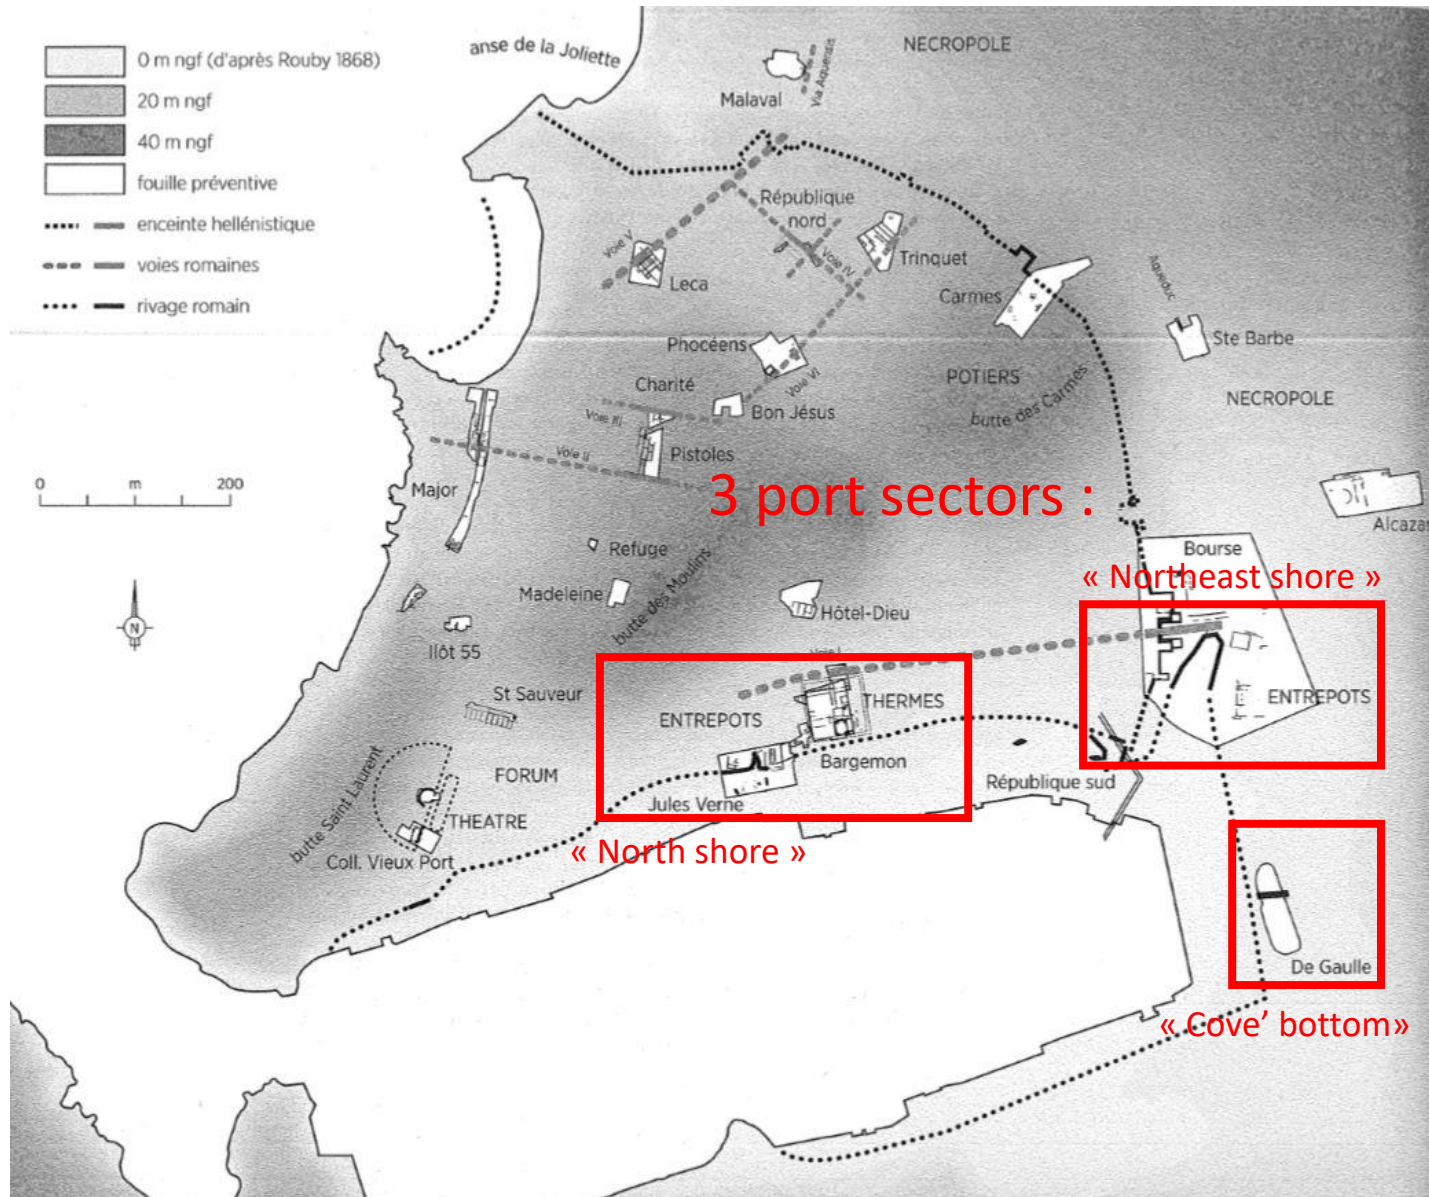 anse de la Joliette
NECROPOLE
0 m ngf (d'après Rouby 1868)
20 m ngf
40 m ngf
fouille préventive
enceinte hellénistique
voies romaines
rivage romain
Malaval
Via Aquensis
République
nord
Voie V
Leca
Voie IV
Trinquet
Carmes
Aqueduc
Ste Barbe
Phocéens
Voie VI
POTIERS
butte des Carmes
NECROPOLE
Charité
Bon Jésus
Voie III
Pistoles
Voie II
0 m 200
Major
3 port sectors :
Alcazar
Bourse
« Northeast shore »
Refuge
Madeleine
butte des Moulins
Hôtel-Dieu
Ilôt 55
Voie I
St Sauveur
ENTREPOTS
THERMES
ENTREPOTS
N
FORUM
Bargemon
République sud
Jules Verne
butte Saint Laurent
THEATRE
Coll. Vieux Port
« North shore »
De Gaulle
« Cove’ bottom»